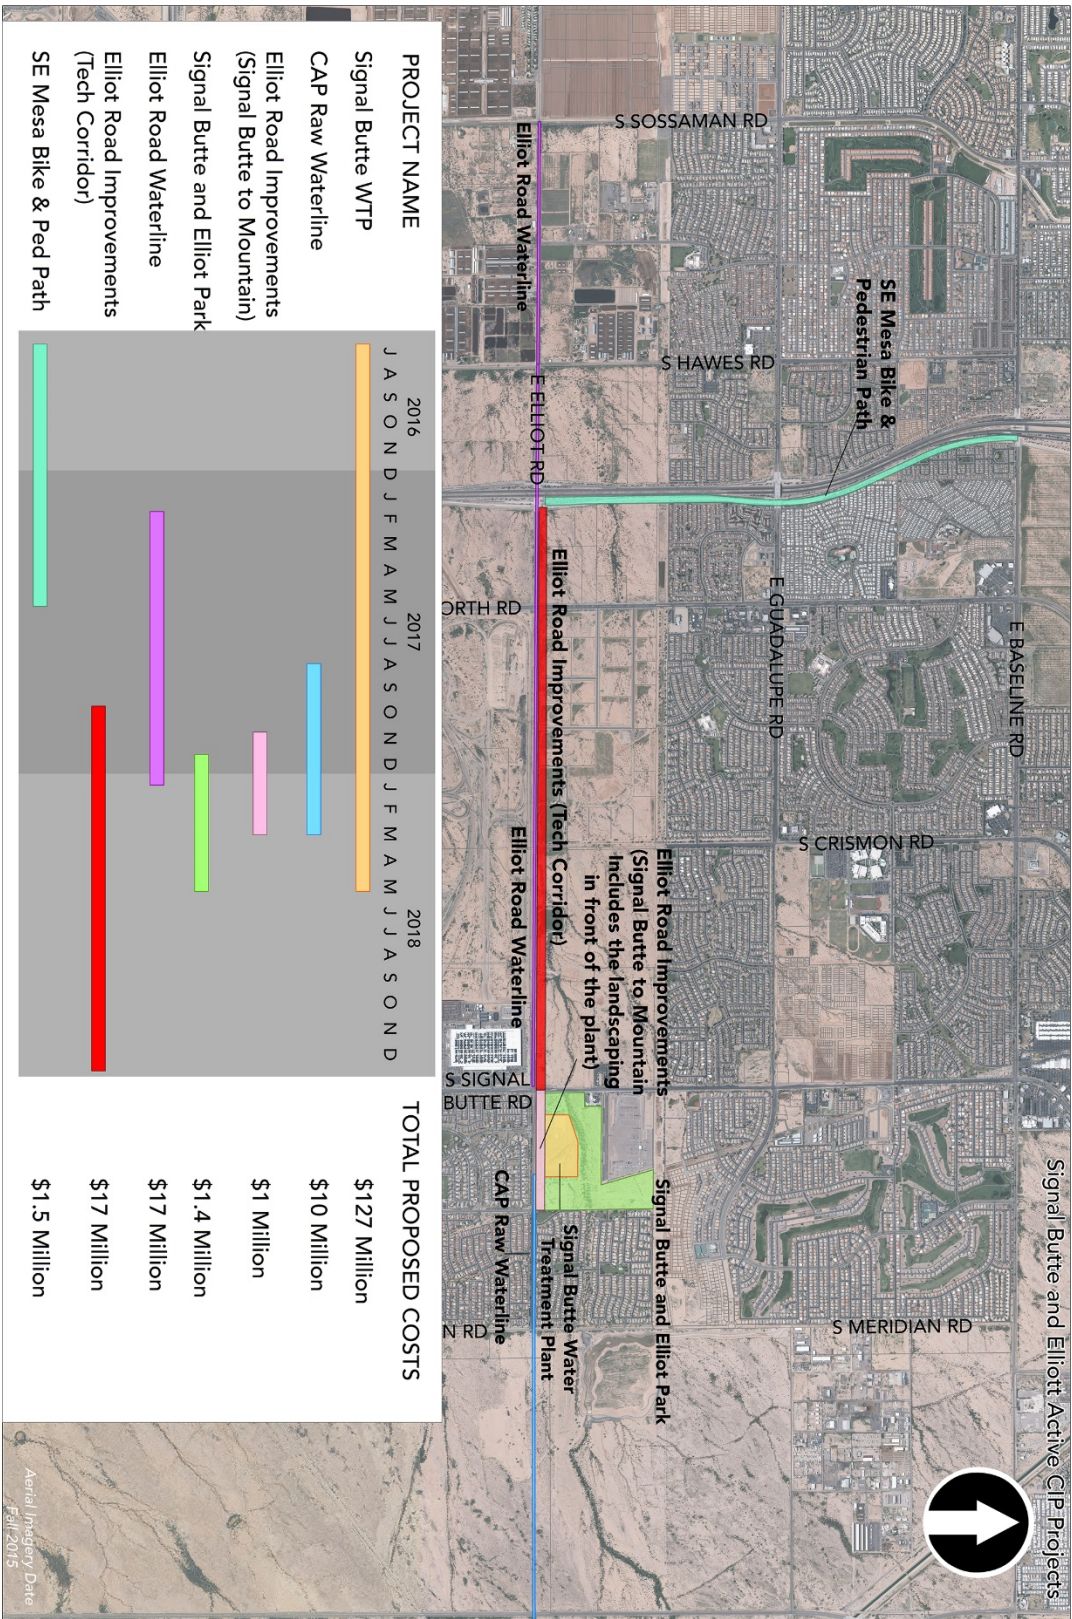 Signal Butte and Elliott Active CIP Projects
E BASELINE RD
SE Mesa Bike &
Pedestrian Path
S SOSSAMAN RD
S HAWES RD
S CRISMON RD
S MERIDIAN RD
E GUADALUPE RD
Elliot Road Improvements
(Signal Butte to Mountain
Includes the landscaping
in front of the plant)
Signal Butte and Elliot Park
Signal Butte Water
Treatment Plant
Elliot Road Improvements (Tech Corridor)
E ELLIOT RD
Elliot Road Waterline
Elliot Road Waterline
CAP Raw Waterline
ORTH RD
S SIGNAL
BUTTE RD
N RD
PROJECT NAME
2016 2017 2018
J A S O N D J F M A M J J A S O N D J F M A M J J A S O N D
TOTAL PROPOSED COSTS
Signal Butte WTP $127 Million
CAP Raw Waterline $10 Million
Elliot Road Improvements
(Signal Butte to Mountain) $1 Million
Signal Butte and Elliot Park $1.4 Million
Elliot Road Waterline $17 Million
Elliot Road Improvements
(Tech Corridor) $17 Million
SE Mesa Bike & Ped Path $1.5 Million
Aerial Imagery Date
Fall 2015